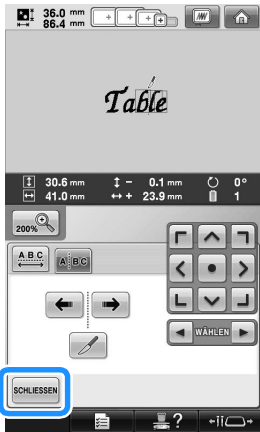 36.0 mm
86.4 mm
Table
30.6 mm - 0.1 mm 0°
41.0 mm + 23.9 mm 1
200%
ABC A BC
WÄHLEN
SCHLIESSEN
?